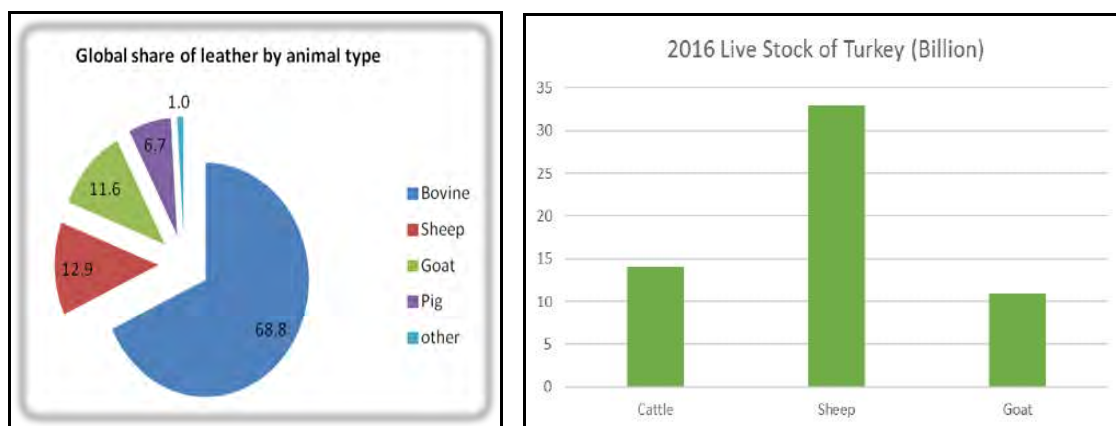 Global share of leather by animal type
1.0
6.7
11.6
12.9
68.8
Bovine
Sheep
Goat
Pig
other
2016 Live Stock of Turkey (Billion)
35
30
25
20
15
10
5
0
Cattle
Sheep
Goat